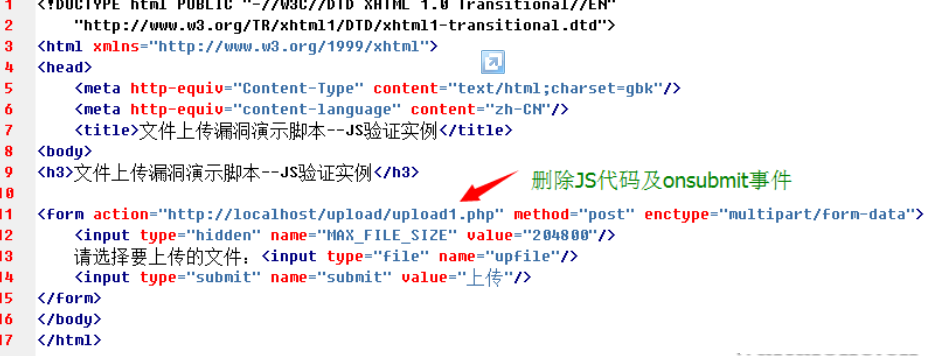 1 <!DOCTYPE html PUBLIC "-//W3C//DTD XHTML 1.0 Transitional//EN"
2 "http://www.w3.org/TR/xhtml1/DTD/xhtml1-transitional.dtd">
3 <html xmlns="http://www.w3.org/1999/xhtml">
4 <head>
5 <meta http-equiv="Content-Type" content="text/html;charset=gbk"/>
6 <meta http-equiv="content-language" content="zh-CN"/>
7 <title>文件上传漏洞演示脚本--JS验证实例</title>
8 <body>
9 <h3>文件上传漏洞演示脚本--JS验证实例</h3>
删除JS代码及onsubmit事件
10
11 <form action="http://localhost/upload/upload1.php" method="post" enctype="multipart/form-data">
12 <input type="hidden" name="MAX_FILE_SIZE" value="204800"/>
13 请选择要上传的文件：<input type="file" name="upfile"/>
14 <input type="submit" name="submit" value="上传"/>
15 </form>
16 </body>
17 </html>